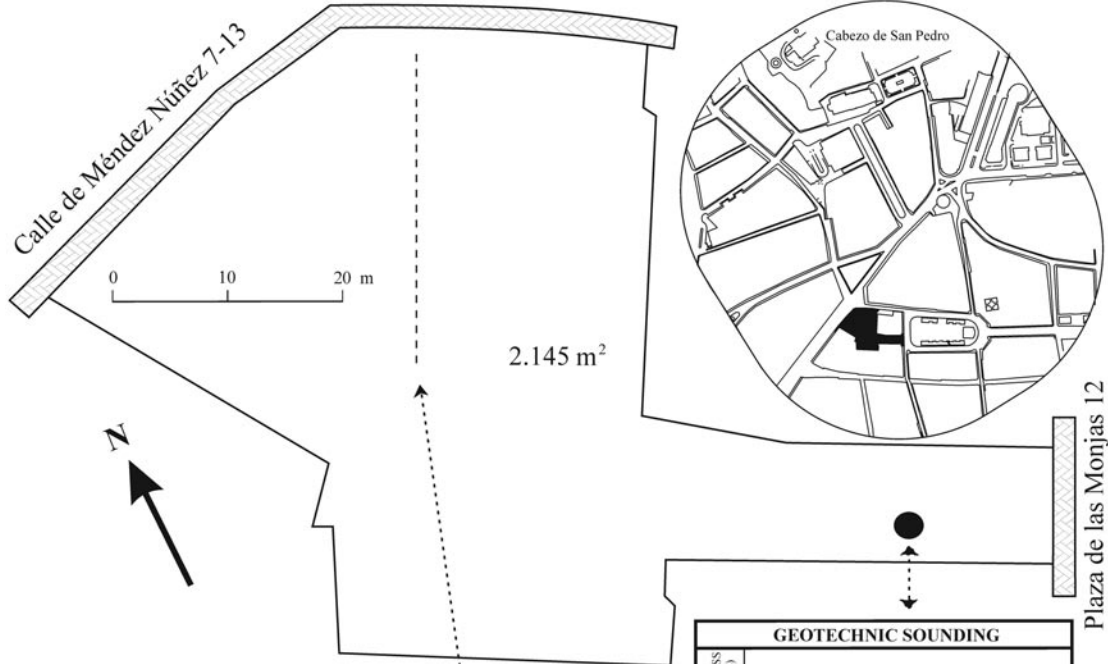 Calle de Méndez Núñez 7-13
Cabezo de San Pedro
0 10 20 m
2.145 m²
N
Plaza de las Monjas 12
GEOTECHNIC SOUNDING